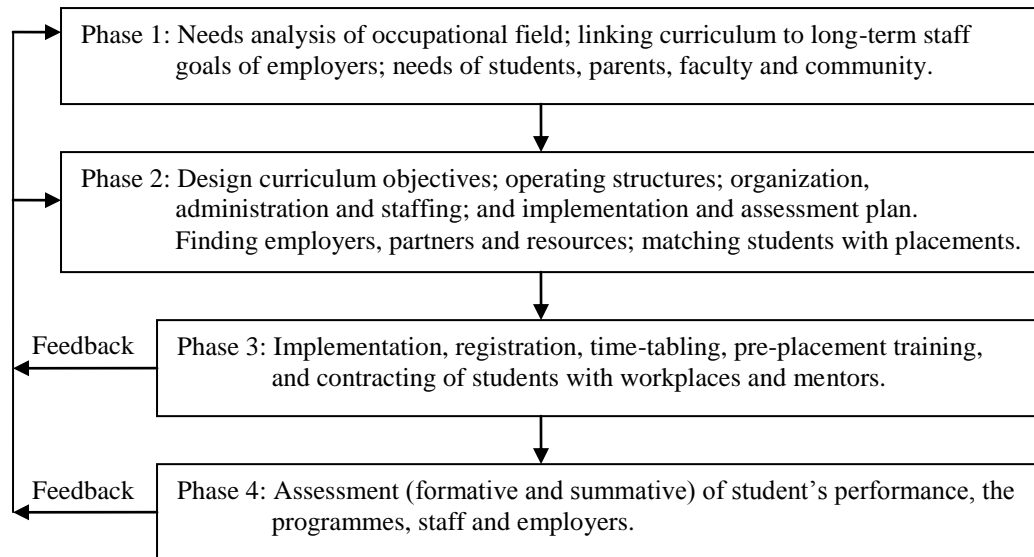 Phase 1: Needs analysis of occupational field; linking curriculum to long-term staff
goals of employers; needs of students, parents, faculty and community.
Phase 2: Design curriculum objectives; operating structures; organization,
administration and staffing; and implementation and assessment plan.
Finding employers, partners and resources; matching students with placements.
Feedback
Phase 3: Implementation, registration, time-tabling, pre-placement training,
and contracting of students with workplaces and mentors.
Feedback
Phase 4: Assessment (formative and summative) of student’s performance, the
programmes, staff and employers.